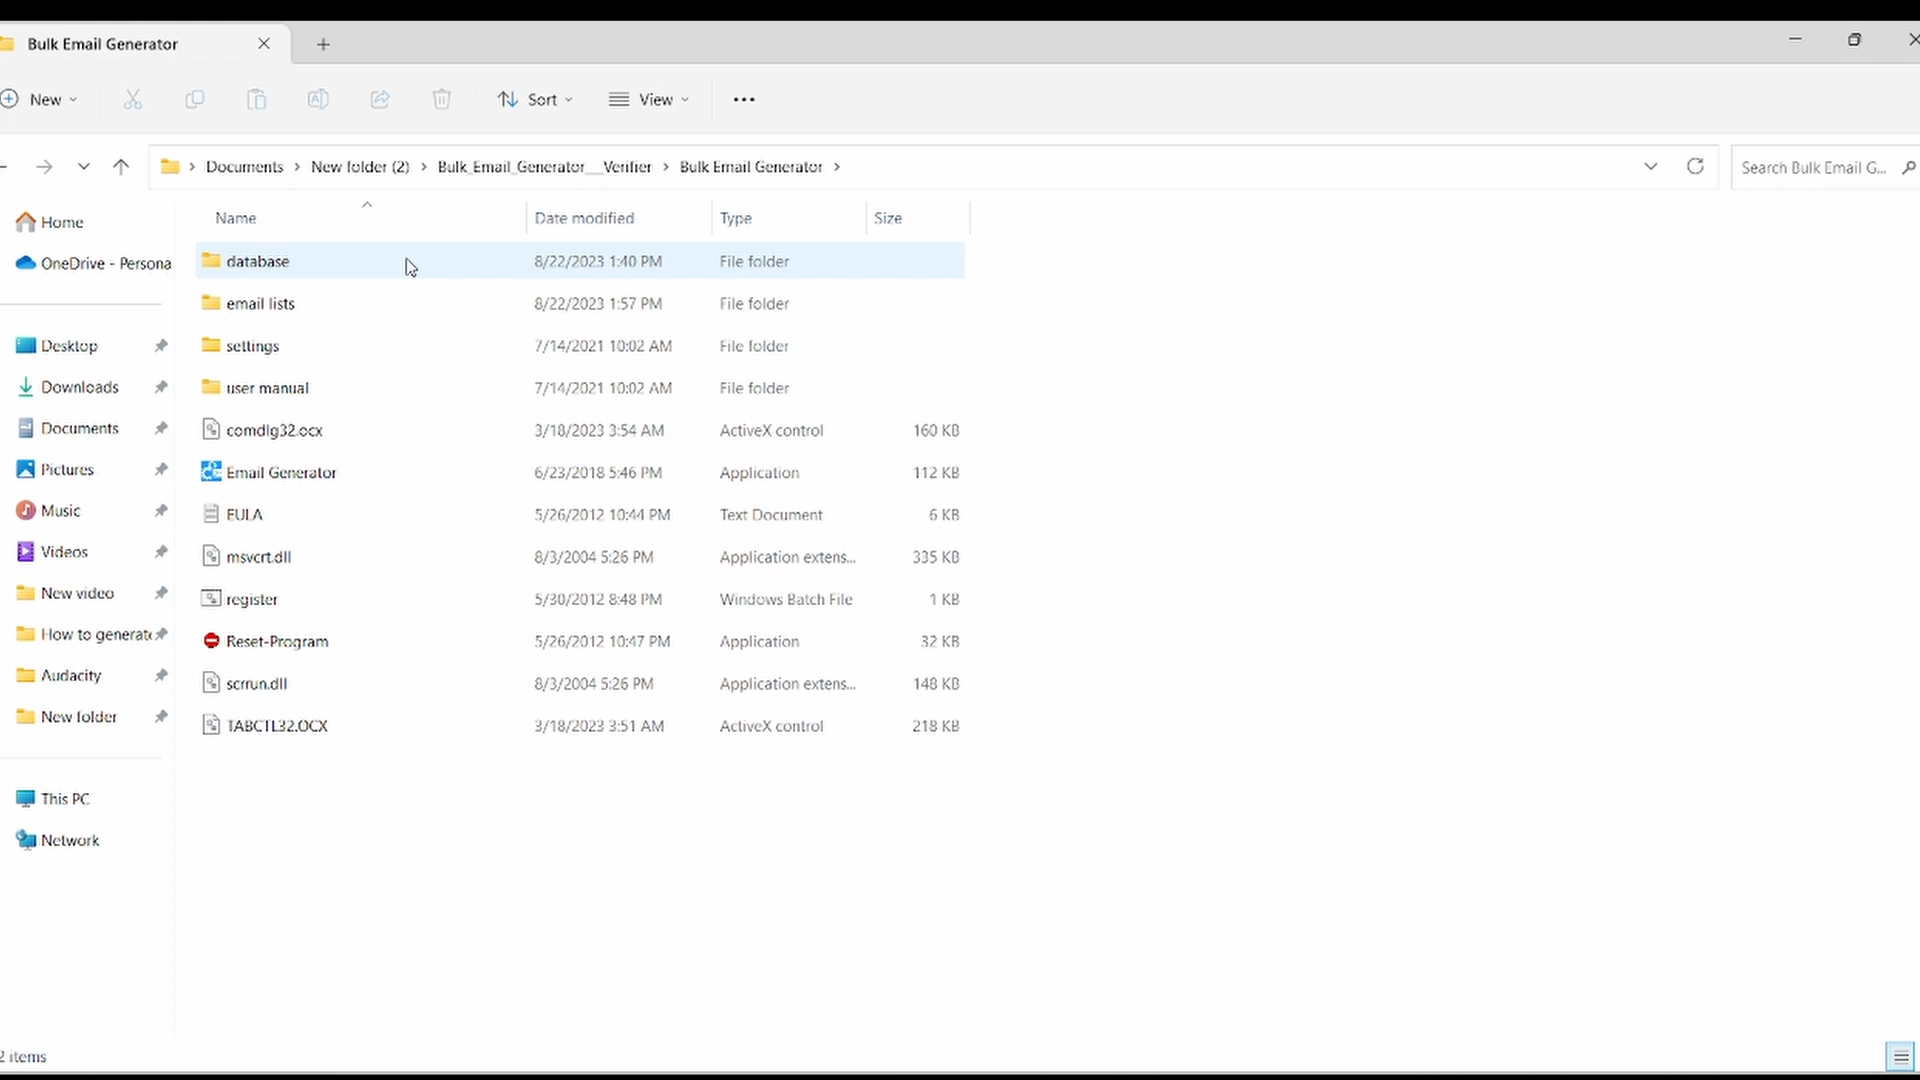 Bulk Email Generator
New
Sort
View
Documents > New folder (2) > Bulk_Email_Generator__Verifier > Bulk Email Generator >
Search Bulk Email G...
Name Date modified Type Size
Home
OneDrive - Persona
Desktop
Downloads
Documents
Pictures
Music
Videos
New video
How to generat
Audacity
New folder
This PC
Network
database 8/22/2023 1:40 PM File folder
email lists 8/22/2023 1:57 PM File folder
settings 7/14/2021 10:02 AM File folder
user manual 7/14/2021 10:02 AM File folder
comdlg32.ocx 3/18/2023 3:54 AM ActiveX control 160 KB
Email Generator 6/23/2018 5:46 PM Application 112 KB
EULA 5/26/2012 10:44 PM Text Document 6 KB
msvcrt.dll 8/3/2004 5:26 PM Application extens... 335 KB
register 5/30/2012 8:48 PM Windows Batch File 1 KB
Reset-Program 5/26/2012 10:47 PM Application 32 KB
scrrun.dll 8/3/2004 5:26 PM Application extens... 148 KB
TABCTL32.OCX 3/18/2023 3:51 AM ActiveX control 218 KB
2 items